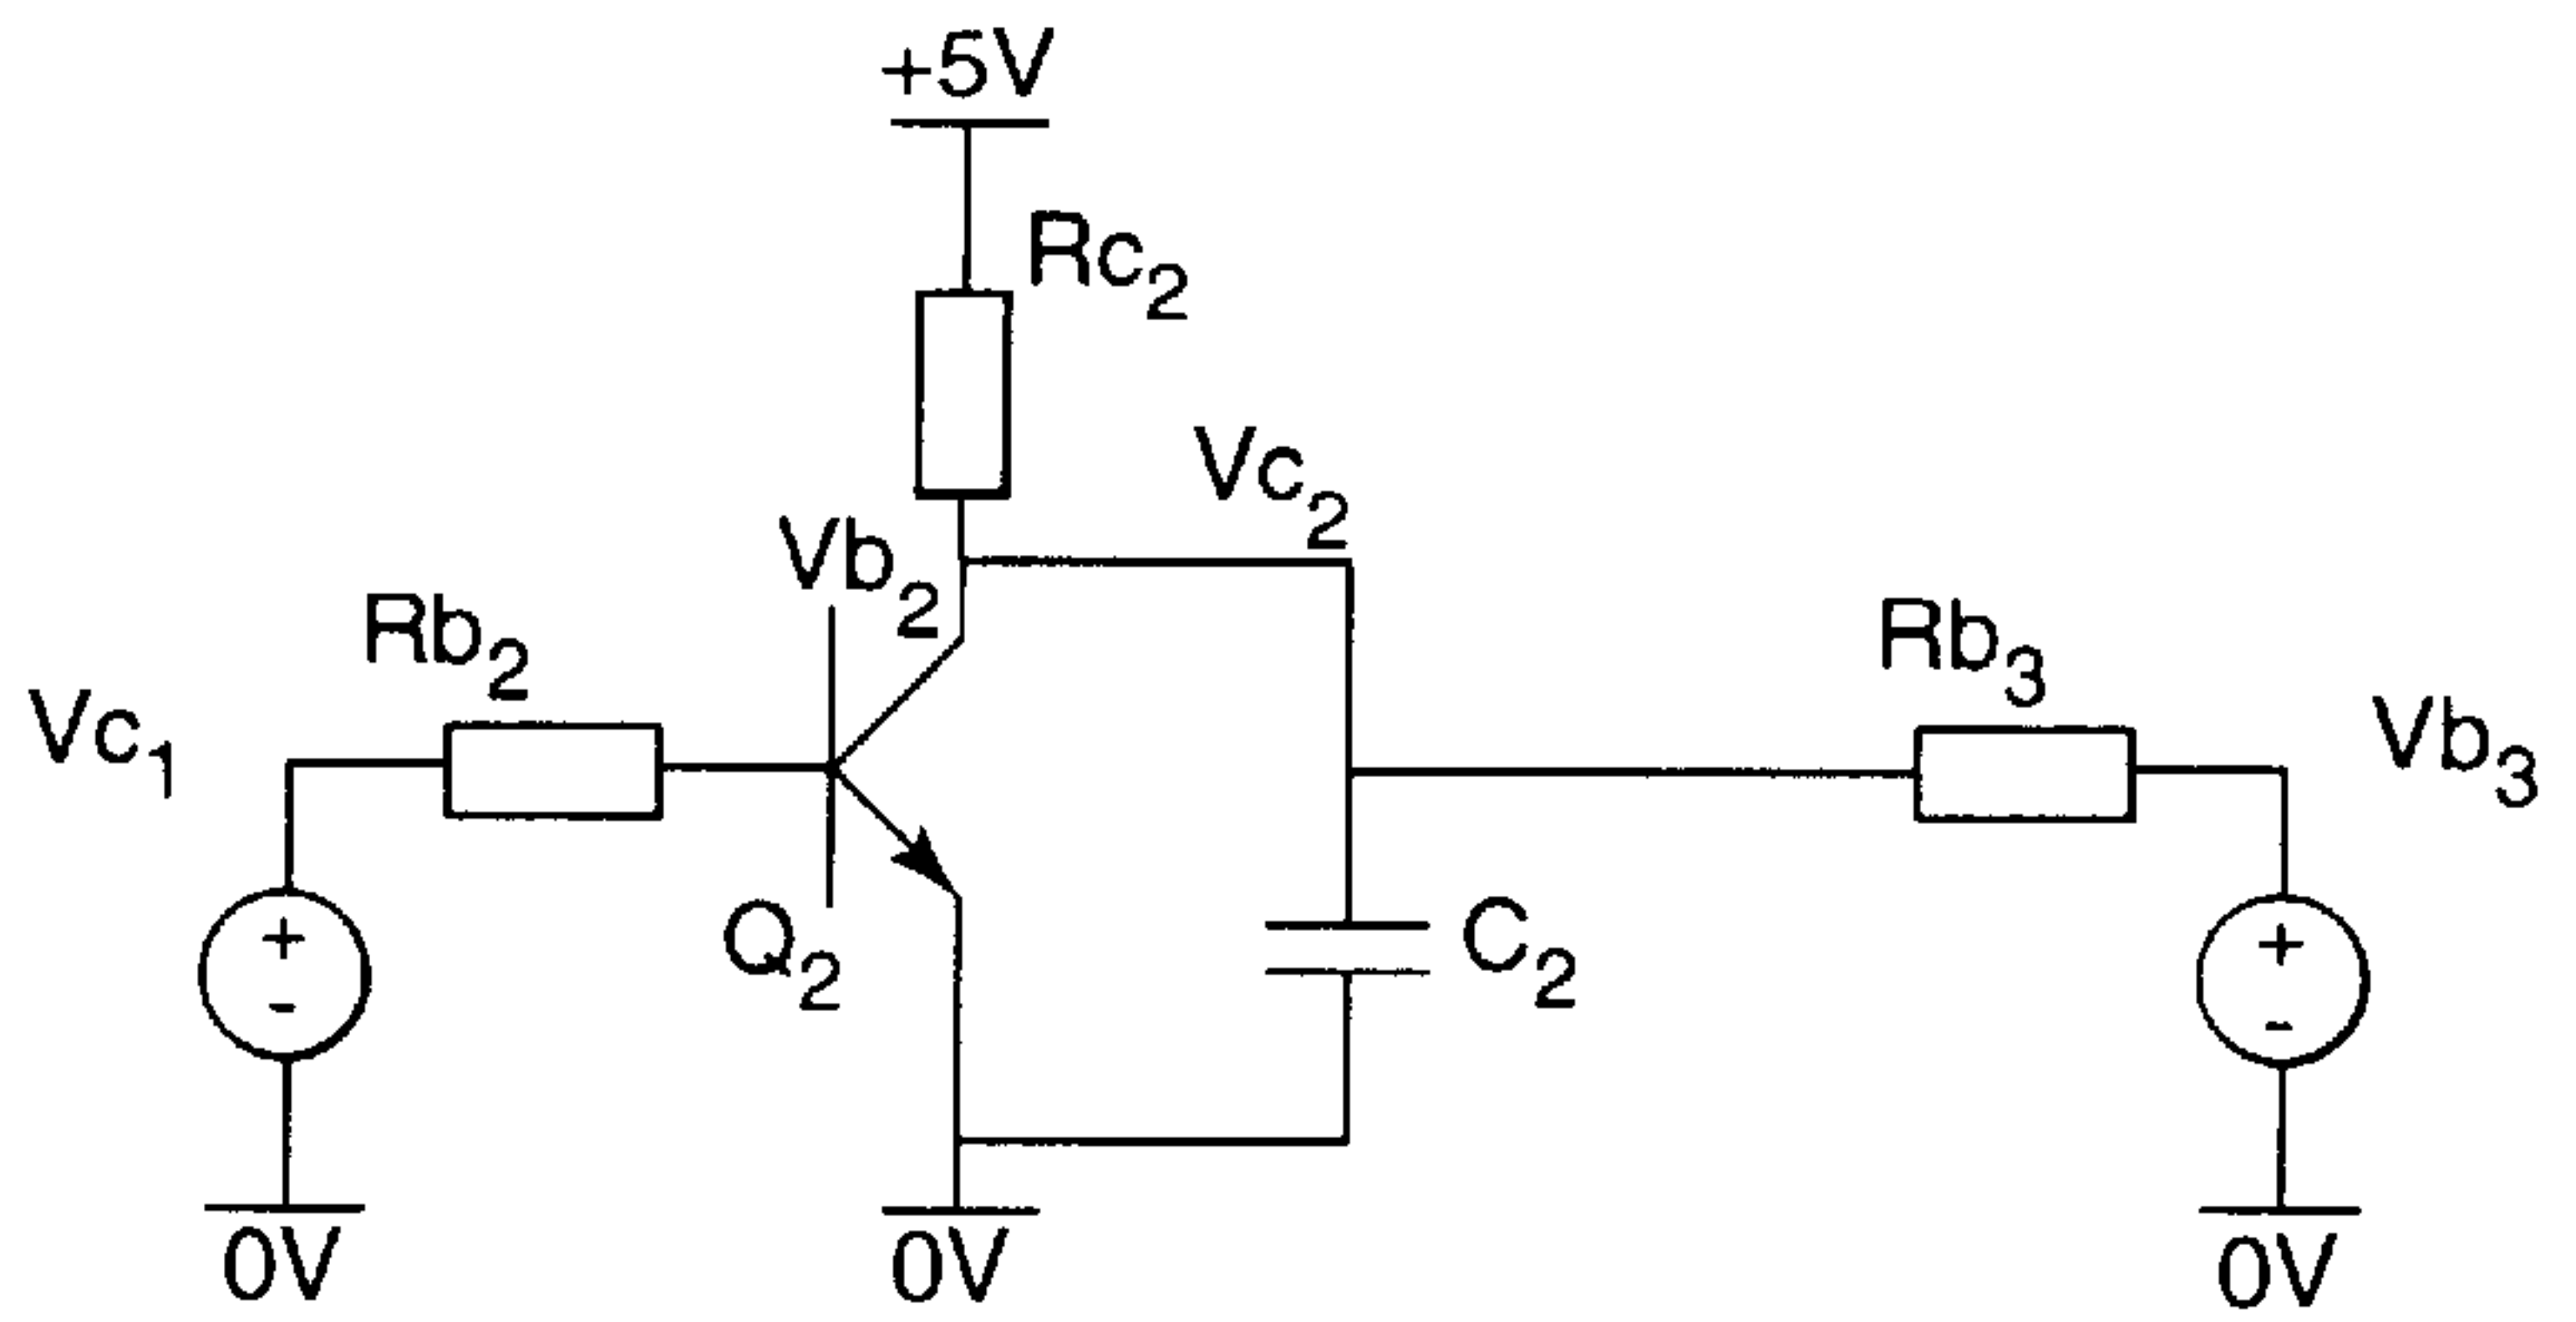 +5V
Rc₂
Vc₂
Vb₂
Rb₂
Rb₃
Vc₁
Vb₃
+
-
+
-
Q₂
C₂
0V
0V
0V